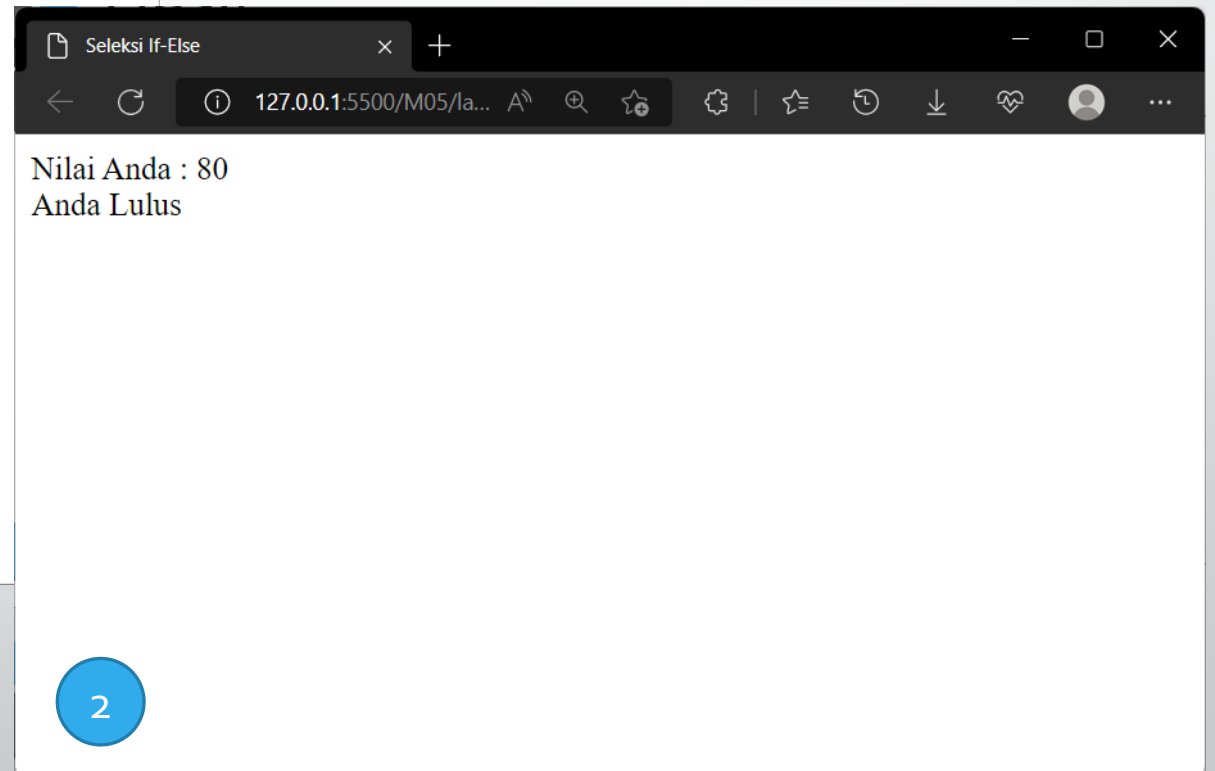 Seleksi If-Else
127.0.0.1:5500/M05/la...
Nilai Anda : 80
Anda Lulus
2